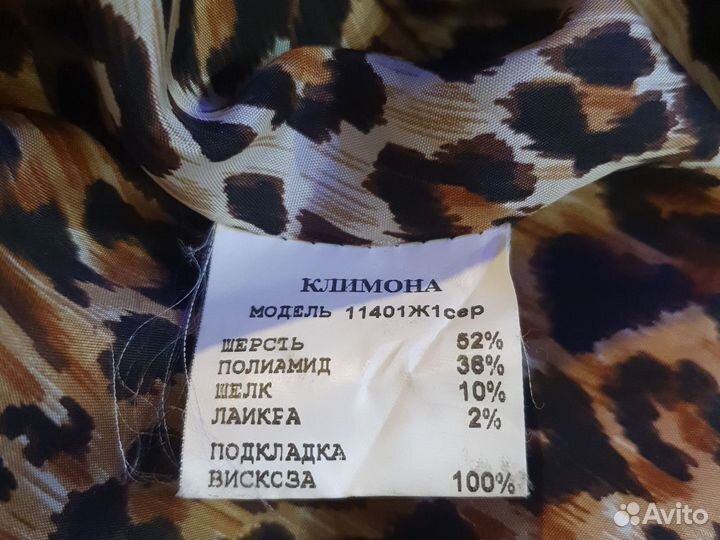 КЛИМОНА
МОДЕЛЬ 11401Ж1сер
ШЕРСТЬ 52%
ПОЛИАМИД 36%
ШЕЛК 10%
ЛАЙКРА 2%
ПОДКЛАДКА
ВИСКОЗА 100%
Avito